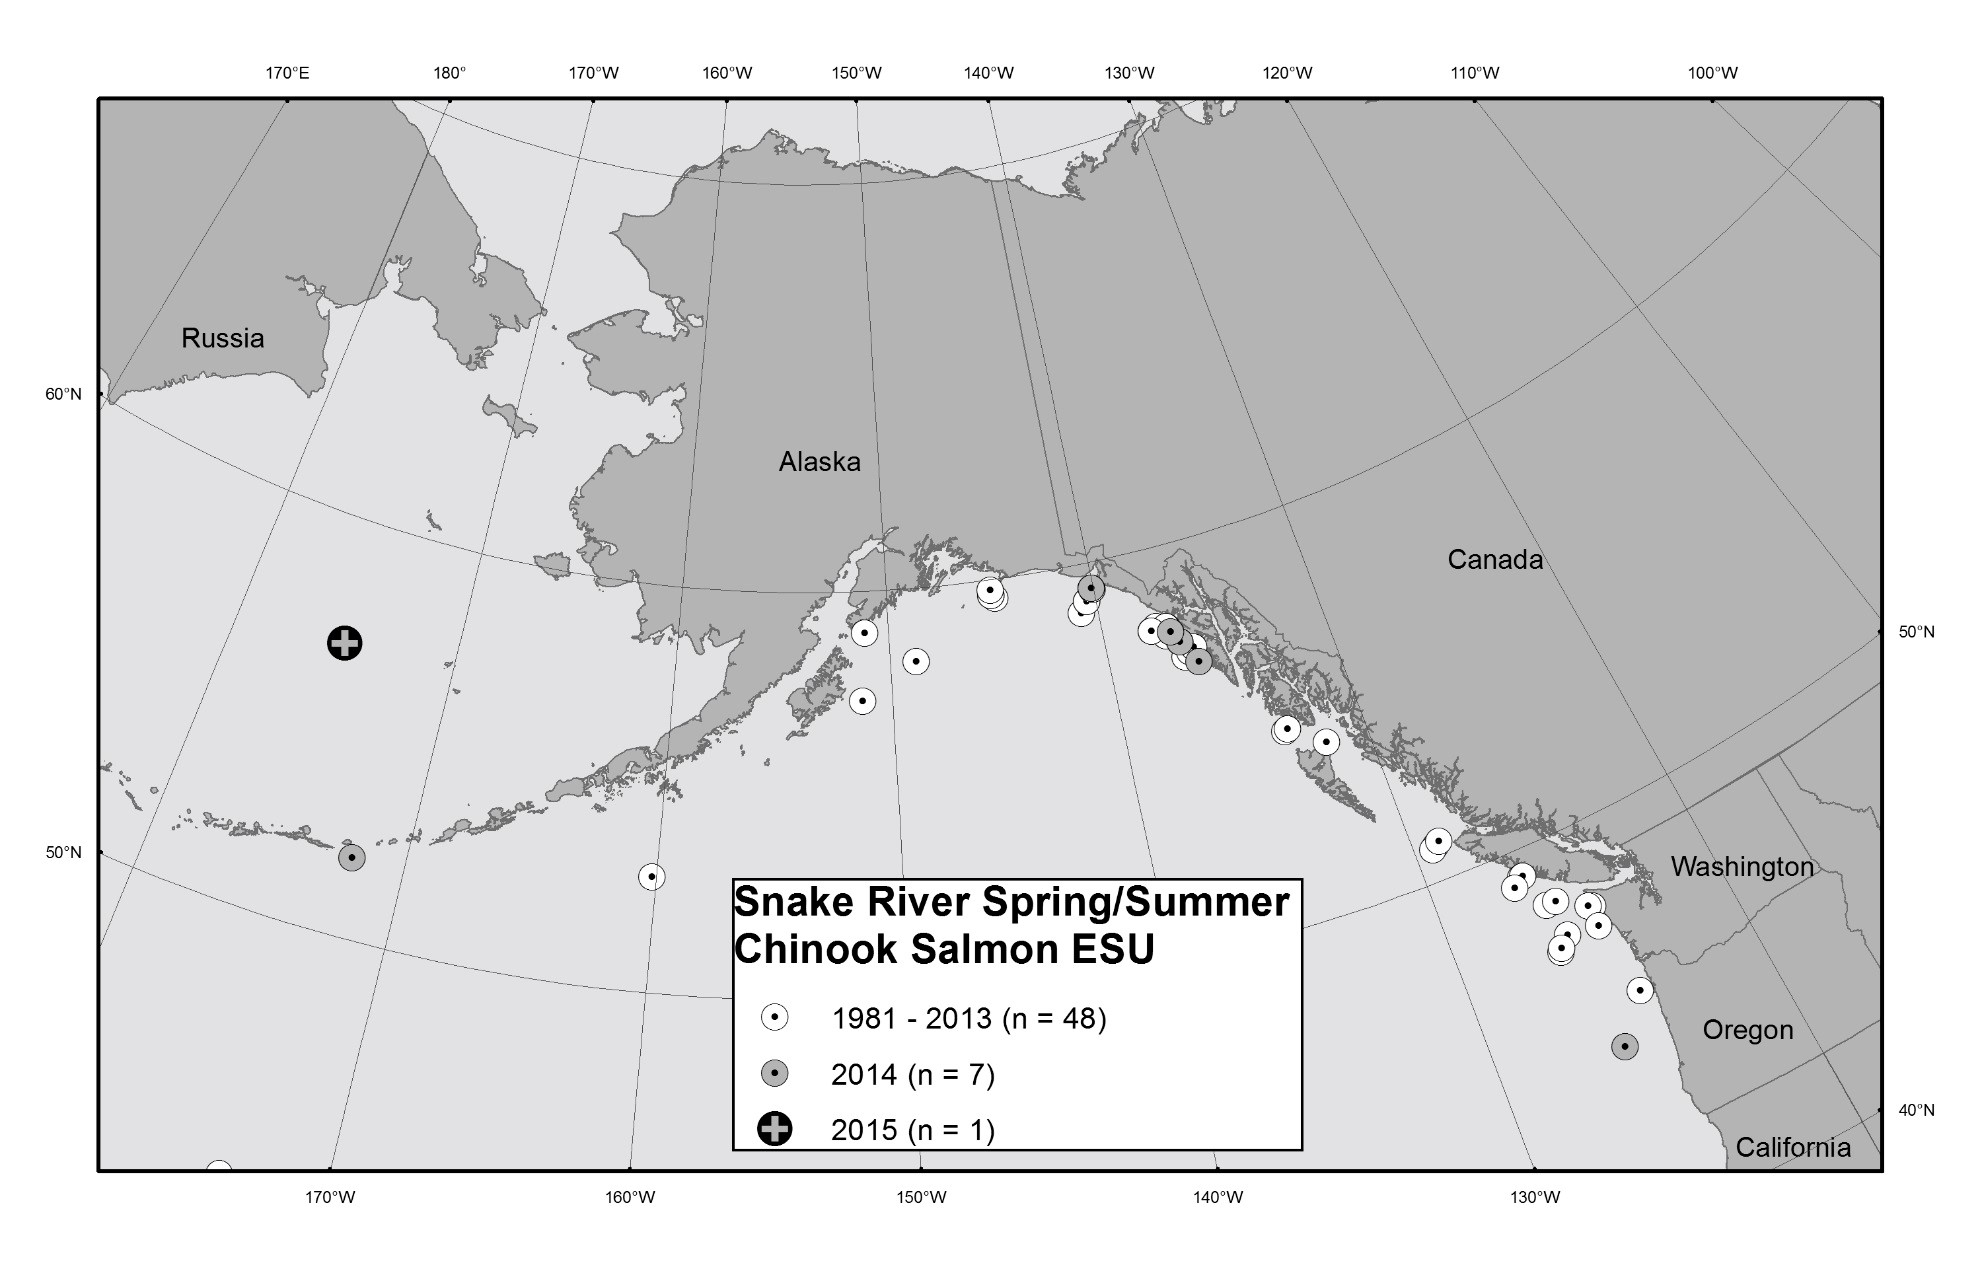 170°E 180° 170°W 160°W 150°W 140°W 130°W 120°W 110°W 100°W
Russia
60°N
Alaska
Canada
50°N
50°N
Washington
Snake River Spring/Summer
Chinook Salmon ESU
1981 - 2013 (n = 48)
2014 (n = 7)
2015 (n = 1)
Oregon
40°N
California
170°W 160°W 150°W 140°W 130°W